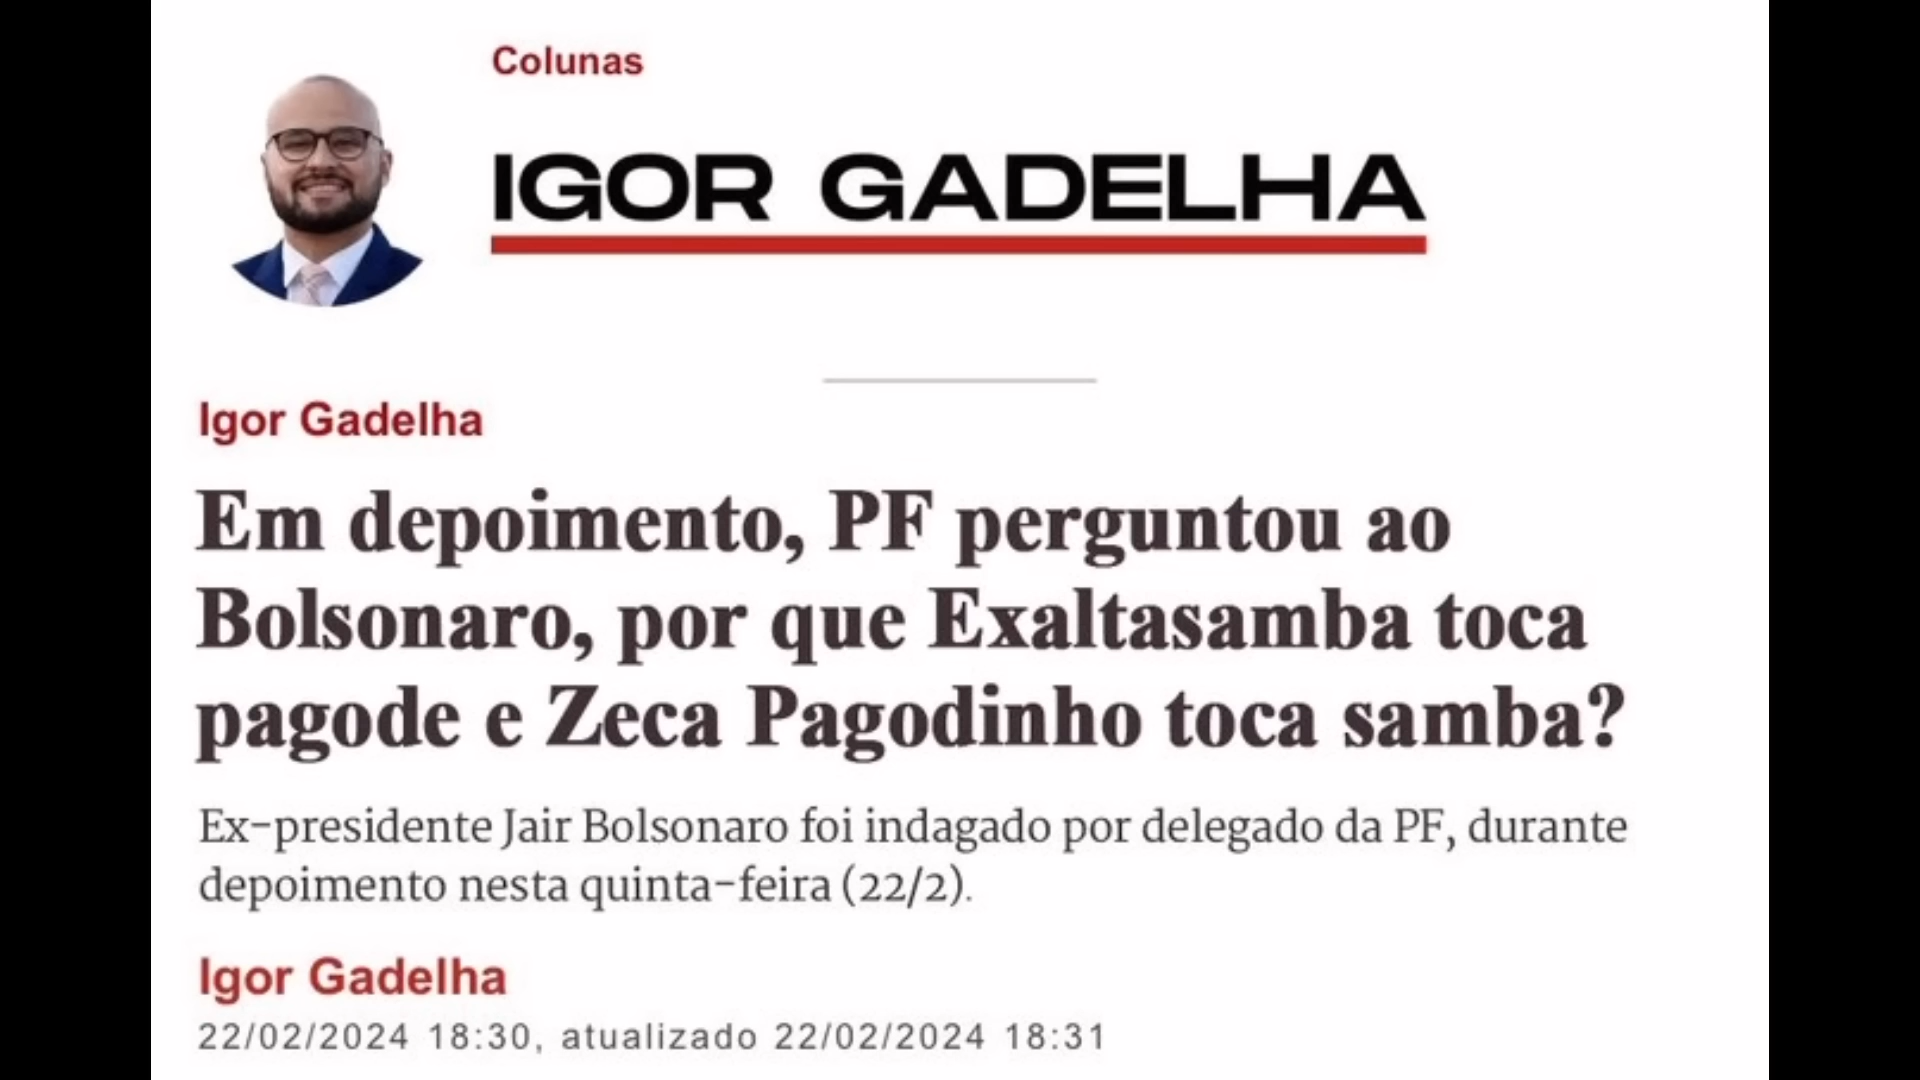 Colunas
IGOR GADELHA
Igor Gadelha
Em depoimento, PF perguntou ao
Bolsonaro, por que Exaltasamba toca
pagode e Zeca Pagodinho toca samba?
Ex-presidente Jair Bolsonaro foi indagado por delegado da PF, durante
depoimento nesta quinta-feira (22/2).
Igor Gadelha
22/02/2024 18:30, atualizado 22/02/2024 18:31